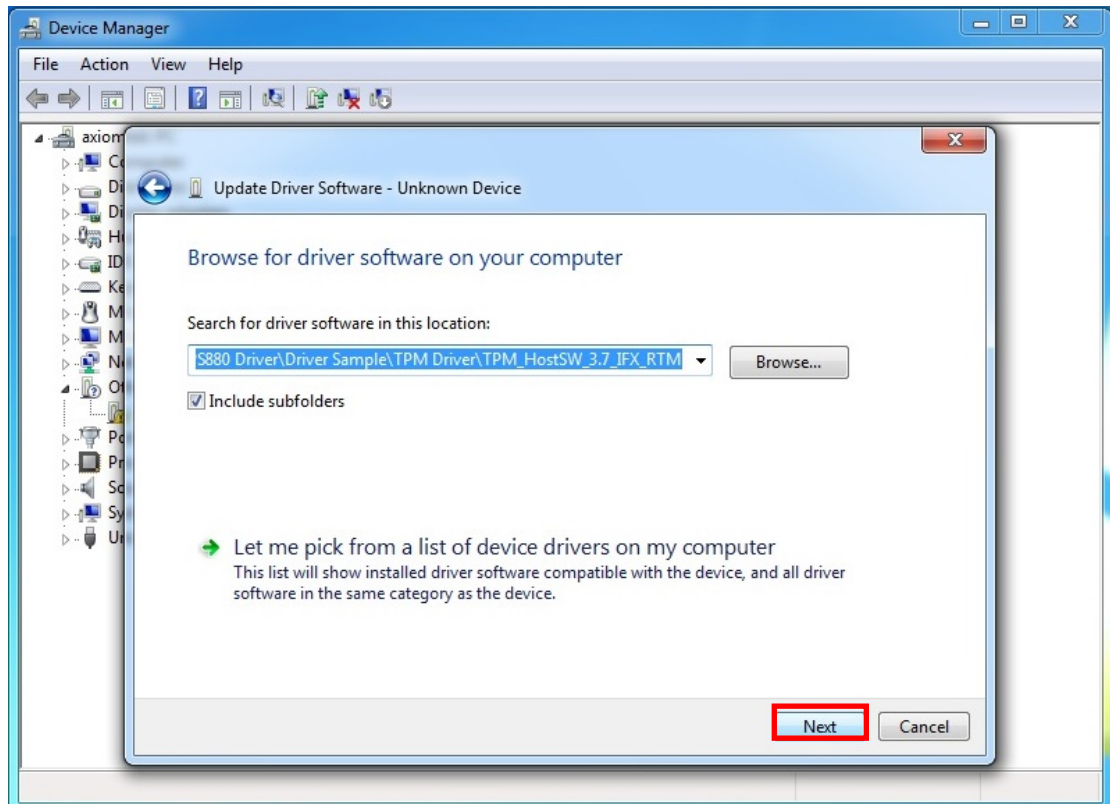 Device Manager
File Action View Help
axiom
Update Driver Software - Unknown Device
Browse for driver software on your computer
Search for driver software in this location:
S880 Driver\Driver Sample\TPM Driver\TPM_HostSW_3.7_IFX_RTM
Browse...
Include subfolders
Let me pick from a list of device drivers on my computer
This list will show installed driver software compatible with the device, and all driver
software in the same category as the device.
Next Cancel